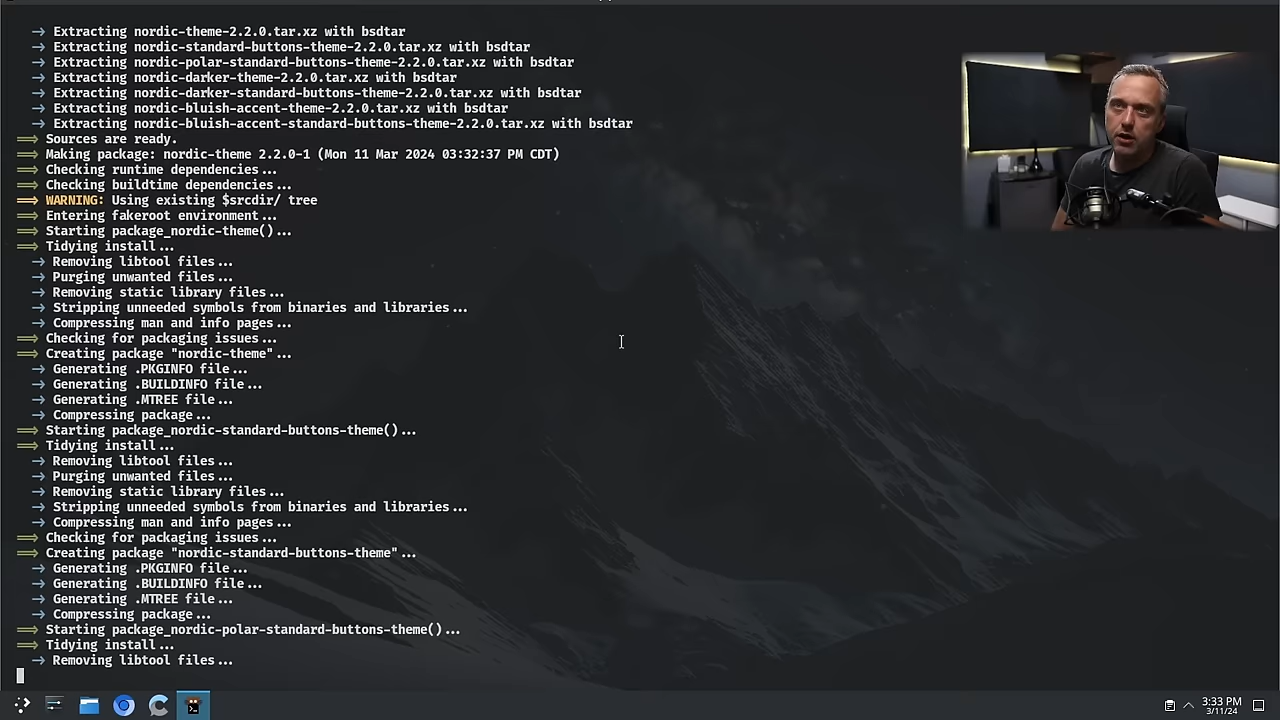 → Extracting nordic-theme-2.2.0.tar.xz with bsdtar
→ Extracting nordic-standard-buttons-theme-2.2.0.tar.xz with bsdtar
→ Extracting nordic-polar-standard-buttons-theme-2.2.0.tar.xz with bsdtar
→ Extracting nordic-darker-theme-2.2.0.tar.xz with bsdtar
→ Extracting nordic-darker-standard-buttons-theme-2.2.0.tar.xz with bsdtar
→ Extracting nordic-bluish-accent-theme-2.2.0.tar.xz with bsdtar
→ Extracting nordic-bluish-accent-standard-buttons-theme-2.2.0.tar.xz with bsdtar
⟹ Sources are ready.
⟹ Making package: nordic-theme 2.2.0-1 (Mon 11 Mar 2024 03:32:37 PM CDT)
⟹ Checking runtime dependencies...
⟹ Checking buildtime dependencies...
⟹ WARNING: Using existing $srcdir/ tree
⟹ Entering fakeroot environment...
⟹ Starting package_nordic-theme()...
⟹ Tidying install...
→ Removing libtool files...
→ Purging unwanted files...
→ Removing static library files...
→ Stripping unneeded symbols from binaries and libraries...
→ Compressing man and info pages...
⟹ Checking for packaging issues...
⟹ Creating package "nordic-theme"...
→ Generating .PKGINFO file...
→ Generating .BUILDINFO file...
→ Generating .MTREE file...
→ Compressing package...
⟹ Starting package_nordic-standard-buttons-theme()...
⟹ Tidying install...
→ Removing libtool files...
→ Purging unwanted files...
→ Removing static library files...
→ Stripping unneeded symbols from binaries and libraries...
→ Compressing man and info pages...
⟹ Checking for packaging issues...
⟹ Creating package "nordic-standard-buttons-theme"...
→ Generating .PKGINFO file...
→ Generating .BUILDINFO file...
→ Generating .MTREE file...
→ Compressing package...
⟹ Starting package_nordic-polar-standard-buttons-theme()...
⟹ Tidying install...
→ Removing libtool files...
3:33 PM
3/11/24